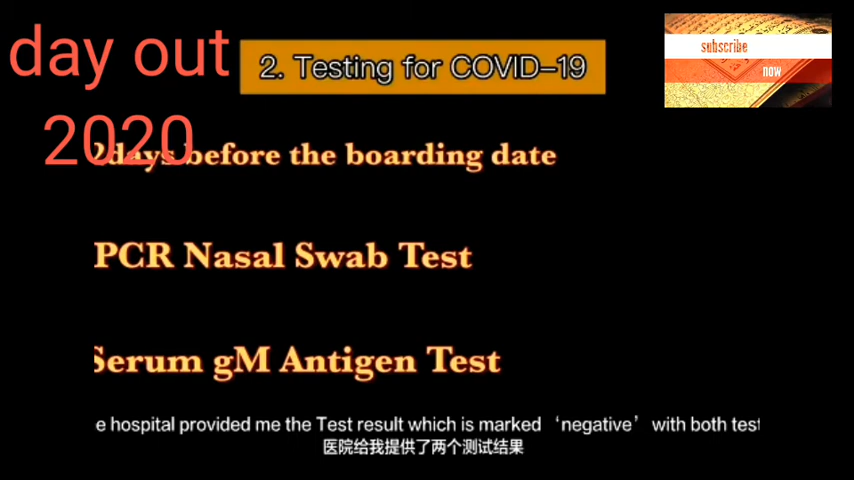 day out
2020
2. Testing for COVID-19
subscribe
now
2days before the boarding date
PCR Nasal Swab Test
Serum gM Antigen Test
e hospital provided me the Test result which is marked ‘negative’ with both test
医院给我提供了两个测试结果